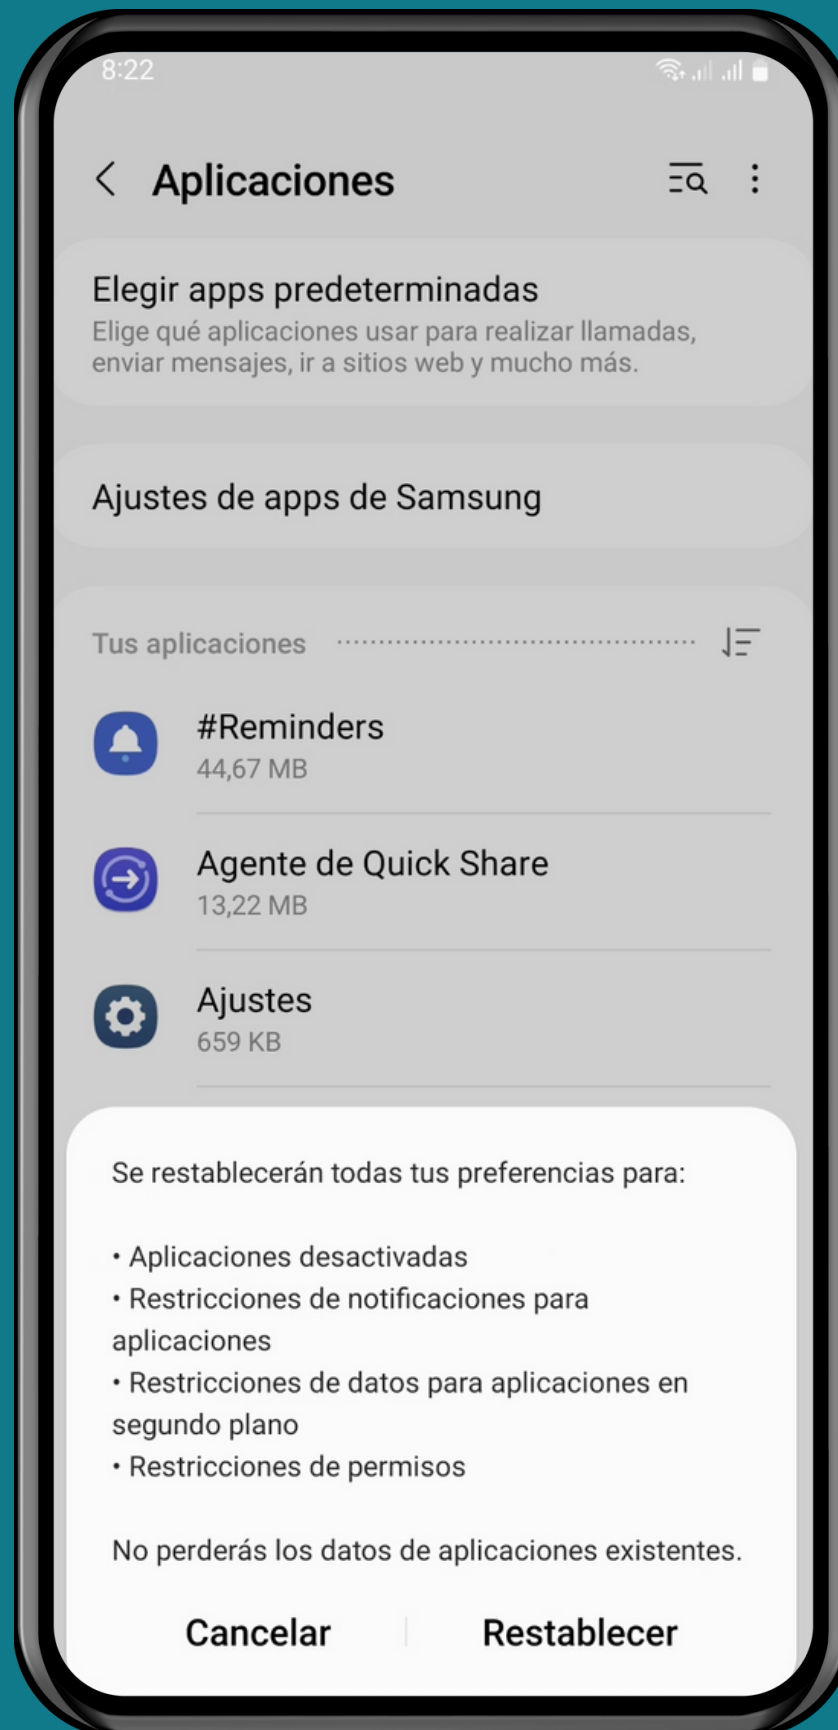 8:22
Aplicaciones
Elegir apps predeterminadas
Elige qué aplicaciones usar para realizar llamadas,
enviar mensajes, ir a sitios web y mucho más.
Ajustes de apps de Samsung
Tus aplicaciones
#Reminders
44,67 MB
Agente de Quick Share
13,22 MB
Ajustes
659 KB
Se restablecerán todas tus preferencias para:
• Aplicaciones desactivadas
• Restricciones de notificaciones para
aplicaciones
• Restricciones de datos para aplicaciones en
segundo plano
• Restricciones de permisos
No perderás los datos de aplicaciones existentes.
Cancelar
Restablecer